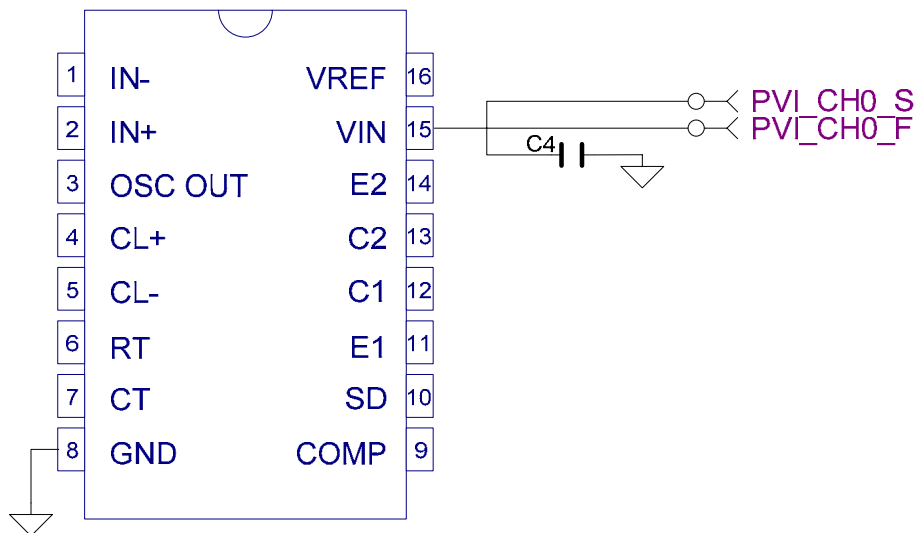 1 IN- VREF 16
PVI_CH0_S
2 IN+ VIN 15
PVI_CH0_F
C4
3 OSC OUT E2 14
4 CL+ C2 13
5 CL- C1 12
6 RT E1 11
7 CT SD 10
8 GND COMP 9